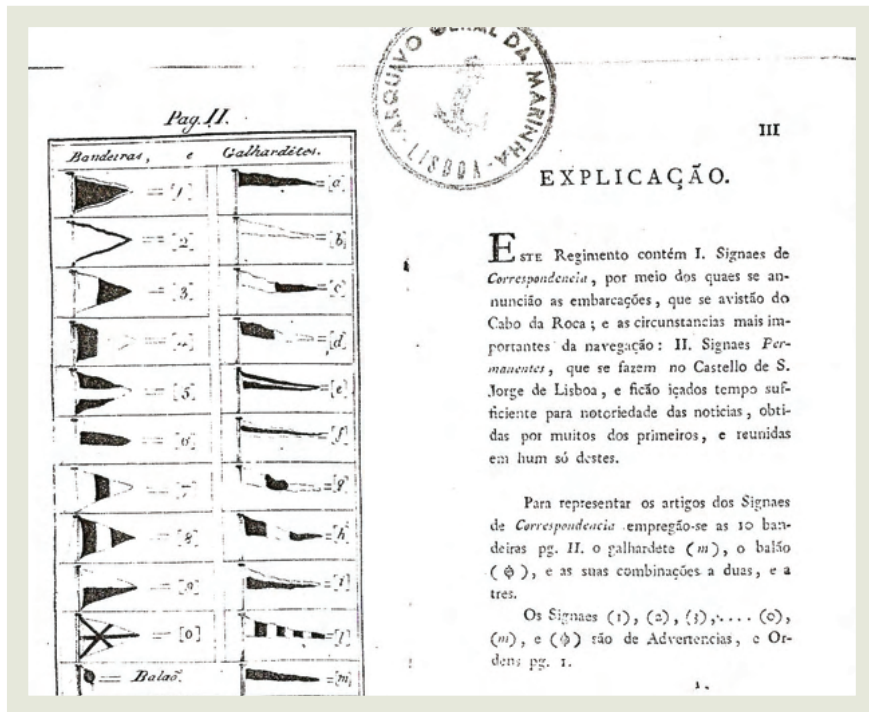 ARQUIVO GERAL DA MARINHA - LISBOA -
Pag. II.
Bandeiras, e Galharditos.
= [1] = [a]
= [2] = [b]
= [3] = [c]
= [4] = [d]
= [5] = [e]
= [6] = [f]
= [7] = [g]
= [8] = [h]
= [9] = [i]
= [0] = [l]
= Balaõ. = [m]
III
EXPLICAÇÃO.
ESTE Regimento contém I. Signaes de
Correspondencia, por meio dos quaes se an-
nuncião as embarcações, que se avistão do
Cabo da Roca; e as circunstancias mais im-
portantes da navegação: II. Signaes Per-
manentes, que se fazem no Castello de S.
Jorge de Lisboa, e ficão içados tempo suf-
ficiente para notoriedade das noticias, obti-
das por muitos dos primeiros, e reunidas
em hum só destes.
Para representar os artigos dos Signaes
de Correspondencia empregão-se as 10 ban-
deiras pg. II. o galhardete (m), o balão
(ϕ), e as suas combinações a duas, e a
tres.
Os Signaes (1), (2), (3),.... (0),
(m), e (ϕ) são de Advertencias, e Or-
dens pg. 1.
1.